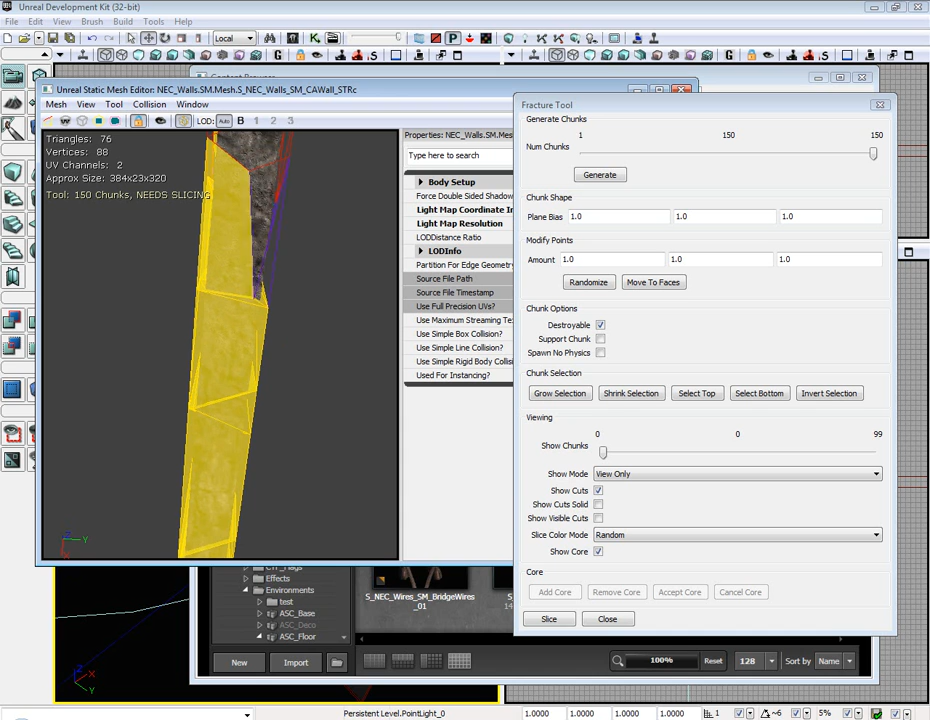 Unreal Development Kit (32-bit)
File Edit View Brush Build Tools Help
Local
Unreal Static Mesh Editor: NEC_Walls.SM.Mesh.S_NEC_Walls_SM_CAWall_STRc
Mesh View Tool Collision Window
LOD: Auto B 1 2 3
Triangles: 76
Vertices: 88
UV Channels: 2
Approx Size: 384x23x320
Tool: 150 Chunks, NEEDS SLICING
Properties: NEC_Walls.SM.Mes
Type here to search
Body Setup
Force Double Sided Shadow
Light Map Coordinate In
Light Map Resolution
LODDistance Ratio
LODInfo
Partition For Edge Geometry
Source File Path
Source File Timestamp
Use Full Precision UVs?
Use Maximum Streaming Te
Use Simple Box Collision?
Use Simple Line Collision?
Use Simple Rigid Body Collisi
Used For Instancing?
Fracture Tool
Generate Chunks
1 150 150
Num Chunks
Generate
Chunk Shape
Plane Bias 1.0 1.0 1.0
Modify Points
Amount 1.0 1.0 1.0
Randomize Move To Faces
Chunk Options
Destroyable
Support Chunk
Spawn No Physics
Chunk Selection
Grow Selection Shrink Selection Select Top Select Bottom Invert Selection
Viewing
0 0 99
Show Chunks
Show Mode View Only
Show Cuts
Show Cuts Solid
Show Visible Cuts
Slice Color Mode Random
Show Core
Core
Add Core Remove Core Accept Core Cancel Core
Slice Close
Effects
Environments
test
ASC_Base
ASC_Deco
ASC_Floor
S_NEC_Wires_SM_BridgeWires
_01
New Import
100% Reset 128 Sort by Name
Persistent Level.PointLight_0 1.0000 1.0000 1.0000 1.0000 1 ~6 5%